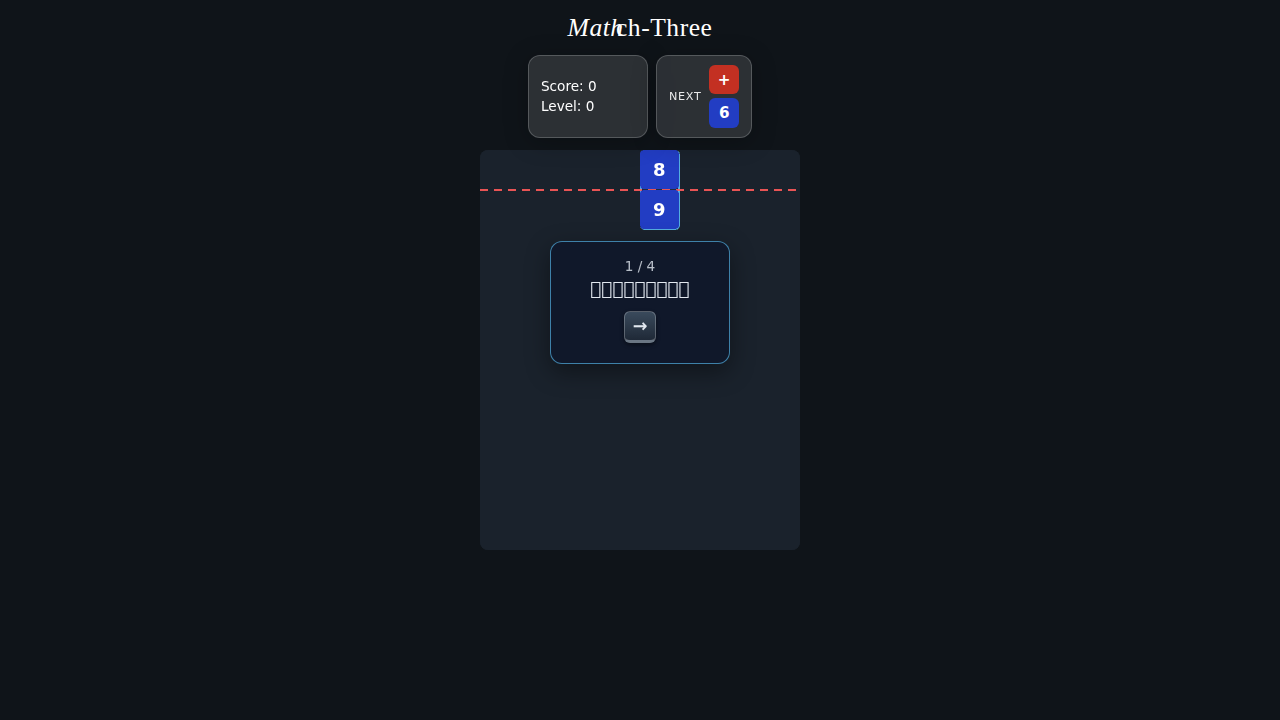 Mathch-Three
Score: 0
Level: 0
NEXT
+
6
8
9
1 / 4
→